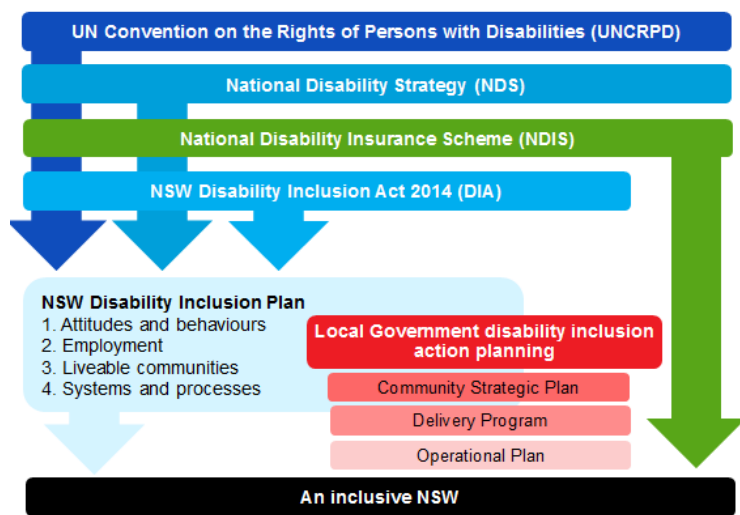 UN Convention on the Rights of Persons with Disabilities (UNCRPD)
National Disability Strategy (NDS)
National Disability Insurance Scheme (NDIS)
NSW Disability Inclusion Act 2014 (DIA)
NSW Disability Inclusion Plan
1. Attitudes and behaviours
2. Employment
3. Liveable communities
4. Systems and processes
Local Government disability inclusion
action planning
Community Strategic Plan
Delivery Program
Operational Plan
An inclusive NSW